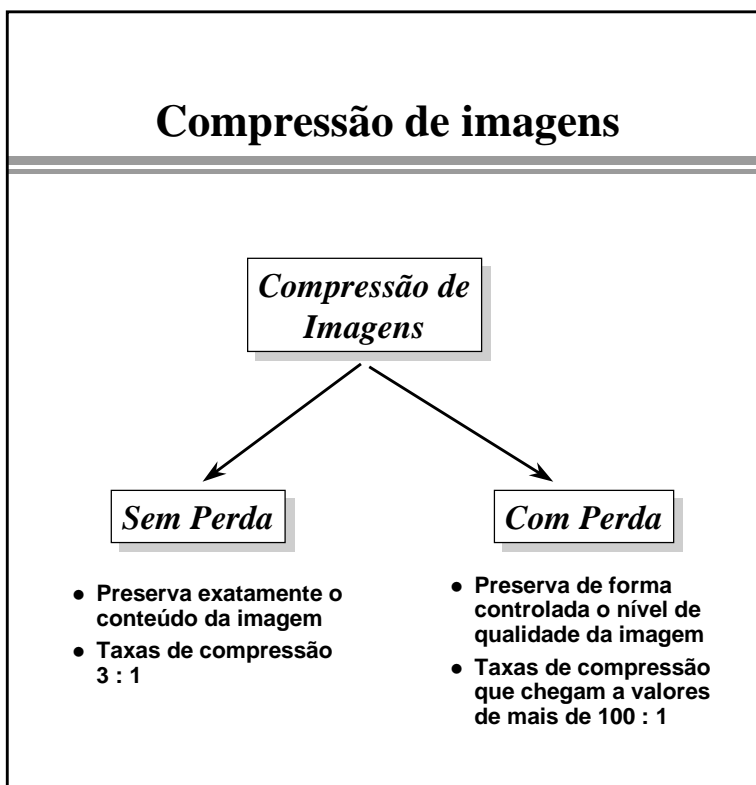 Compressão de imagens
Compressão de
Imagens
Sem Perda
● Preserva exatamente o
conteúdo da imagem
● Taxas de compressão
3 : 1
Com Perda
● Preserva de forma
controlada o nível de
qualidade da imagem
● Taxas de compressão
que chegam a valores
de mais de 100 : 1